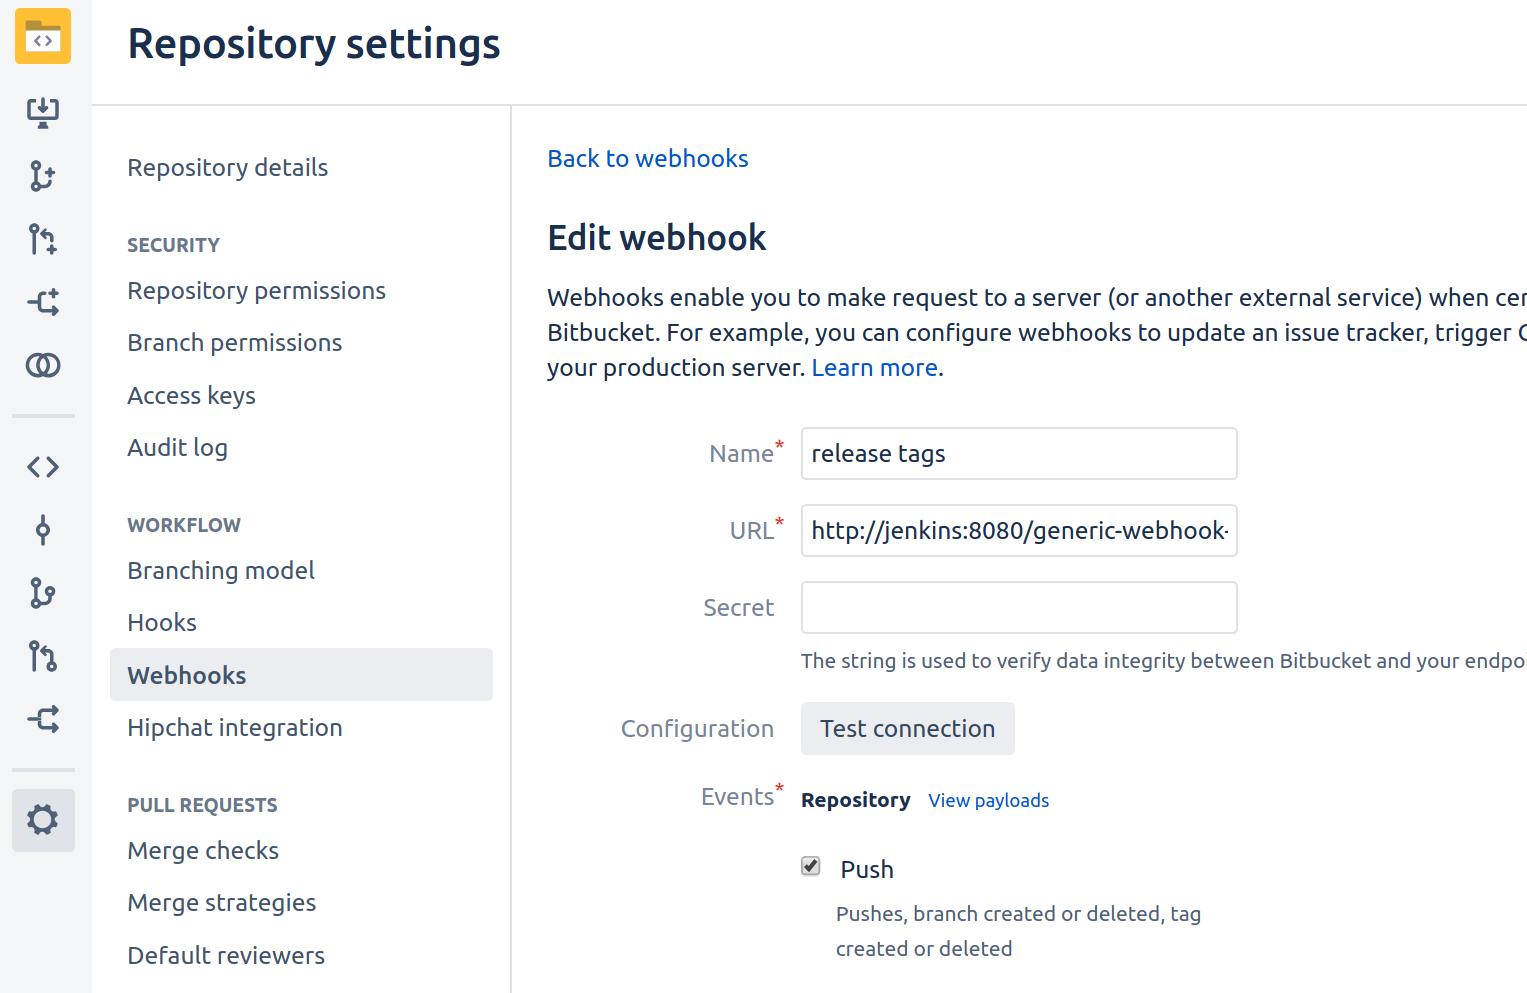 Repository settings
Repository details
SECURITY
Repository permissions
Branch permissions
Access keys
Audit log
WORKFLOW
Branching model
Hooks
Webhooks
Hipchat integration
PULL REQUESTS
Merge checks
Merge strategies
Default reviewers
Back to webhooks
Edit webhook
Webhooks enable you to make request to a server (or another external service) when
Bitbucket. For example, you can configure webhooks to update an issue tracker, trigger
your production server. Learn more.
Name* release tags
URL* http://jenkins:8080/generic-webhook-
Secret
The string is used to verify data integrity between Bitbucket and your
Configuration Test connection
Events* Repository View payloads
Push
Pushes, branch created or deleted, tag
created or deleted